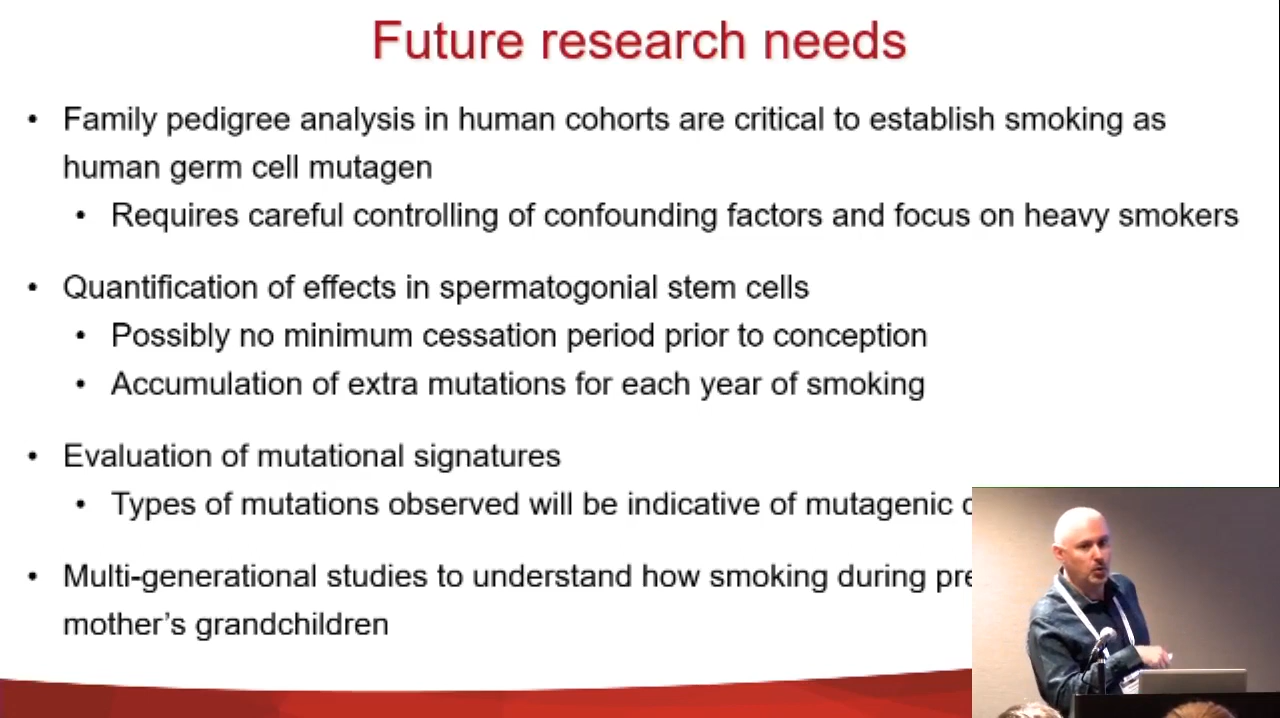 Future research needs
• Family pedigree analysis in human cohorts are critical to establish smoking as
human germ cell mutagen
• Requires careful controlling of confounding factors and focus on heavy smokers
• Quantification of effects in spermatogonial stem cells
• Possibly no minimum cessation period prior to conception
• Accumulation of extra mutations for each year of smoking
• Evaluation of mutational signatures
• Types of mutations observed will be indicative of mutagenic
• Multi-generational studies to understand how smoking during
mother's grandchildren